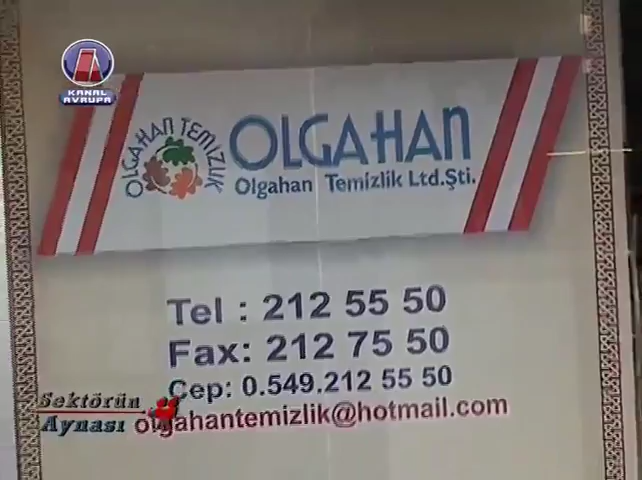 KANAL
AVRUPA
OLGAHAN TEMİZLİK
OLGAHAN
Olgahan Temizlik Ltd.Şti.
Tel : 212 55 50
Fax: 212 75 50
Cep: 0.549.212 55 50
olgahantemizlik@hotmail.com
Sektörün
Aynası